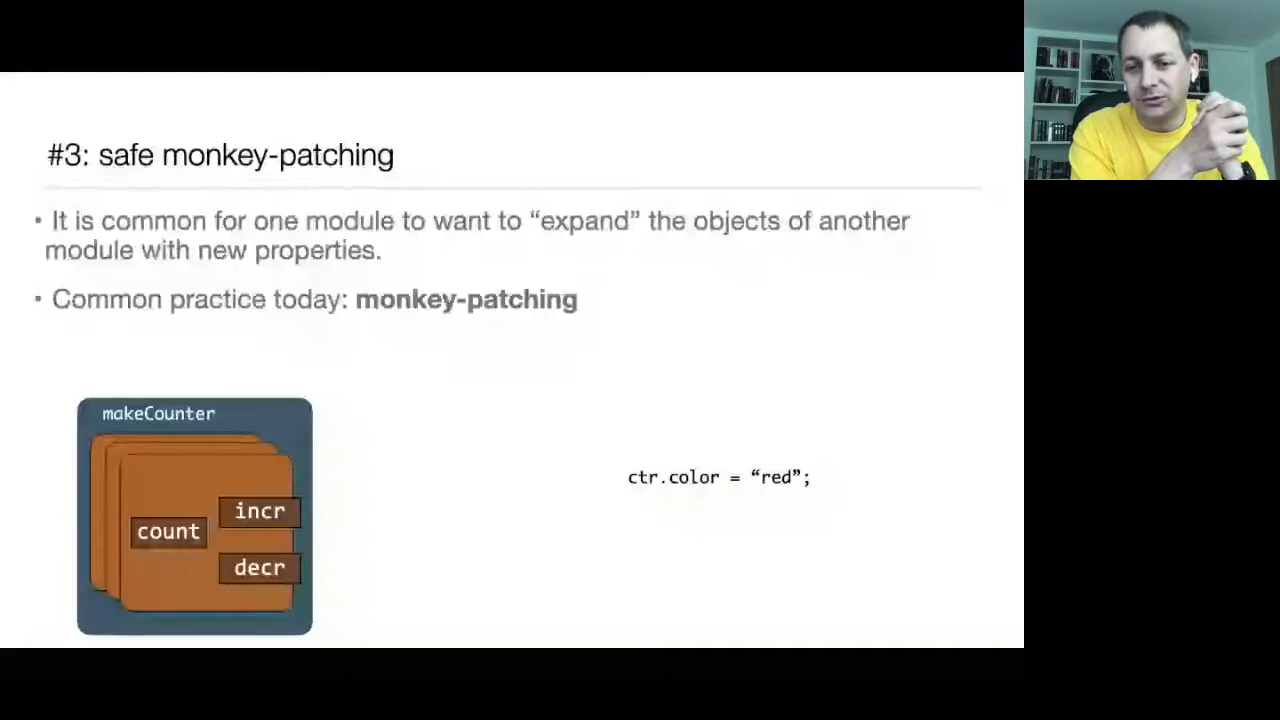 #3: safe monkey-patching
• It is common for one module to want to “expand” the objects of another
module with new properties.
• Common practice today: monkey-patching
makeCounter
ctr.color = “red”;
incr
count
decr